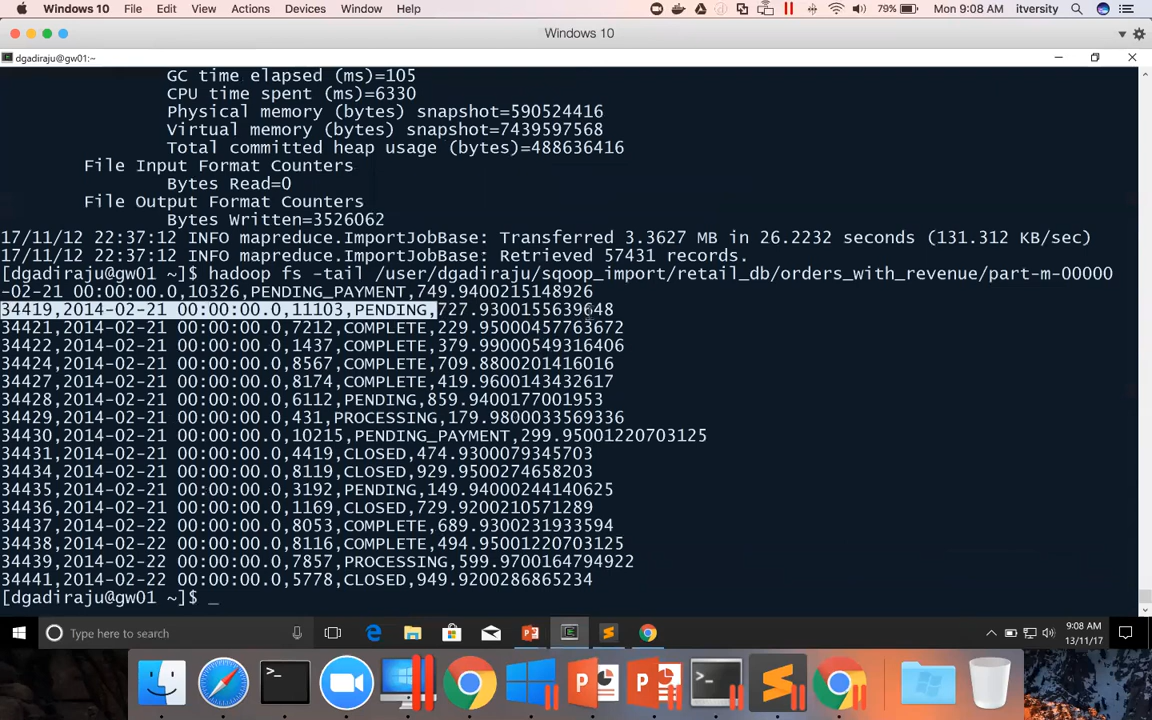 Windows 10 File Edit View Actions Devices Window Help 79% Mon 9:08 AM itversity
Windows 10
dgadiraju@gw01:~
GC time elapsed (ms)=105
CPU time spent (ms)=6330
Physical memory (bytes) snapshot=590524416
Virtual memory (bytes) snapshot=7439597568
Total committed heap usage (bytes)=488636416
File Input Format Counters
Bytes Read=0
File Output Format Counters
Bytes Written=3526062
17/11/12 22:37:12 INFO mapreduce.ImportJobBase: Transferred 3.3627 MB in 26.2232 seconds (131.312 KB/sec)
17/11/12 22:37:12 INFO mapreduce.ImportJobBase: Retrieved 57431 records.
[dgadiraju@gw01 ~]$ hadoop fs -tail /user/dgadiraju/sqoop_import/retail_db/orders_with_revenue/part-m-00000
-02-21 00:00:00.0,10326,PENDING_PAYMENT,749.9400215148926
34419,2014-02-21 00:00:00.0,11103,PENDING,727.9300155639648
34421,2014-02-21 00:00:00.0,7212,COMPLETE,229.95000457763672
34422,2014-02-21 00:00:00.0,1437,COMPLETE,379.99000549316406
34424,2014-02-21 00:00:00.0,8567,COMPLETE,709.8800201416016
34427,2014-02-21 00:00:00.0,8174,COMPLETE,419.9600143432617
34428,2014-02-21 00:00:00.0,6112,PENDING,859.9400177001953
34429,2014-02-21 00:00:00.0,431,PROCESSING,179.9800033569336
34430,2014-02-21 00:00:00.0,10215,PENDING_PAYMENT,299.95001220703125
34431,2014-02-21 00:00:00.0,4419,CLOSED,474.9300079345703
34434,2014-02-21 00:00:00.0,8119,CLOSED,929.9500274658203
34435,2014-02-21 00:00:00.0,3192,PENDING,149.94000244140625
34436,2014-02-21 00:00:00.0,1169,CLOSED,729.9200210571289
34437,2014-02-22 00:00:00.0,8053,COMPLETE,689.9300231933594
34438,2014-02-22 00:00:00.0,8116,COMPLETE,494.95001220703125
34439,2014-02-22 00:00:00.0,7857,PROCESSING,599.9700164794922
34441,2014-02-22 00:00:00.0,5778,CLOSED,949.9200286865234
[dgadiraju@gw01 ~]$ _
Type here to search
9:08 AM
13/11/17